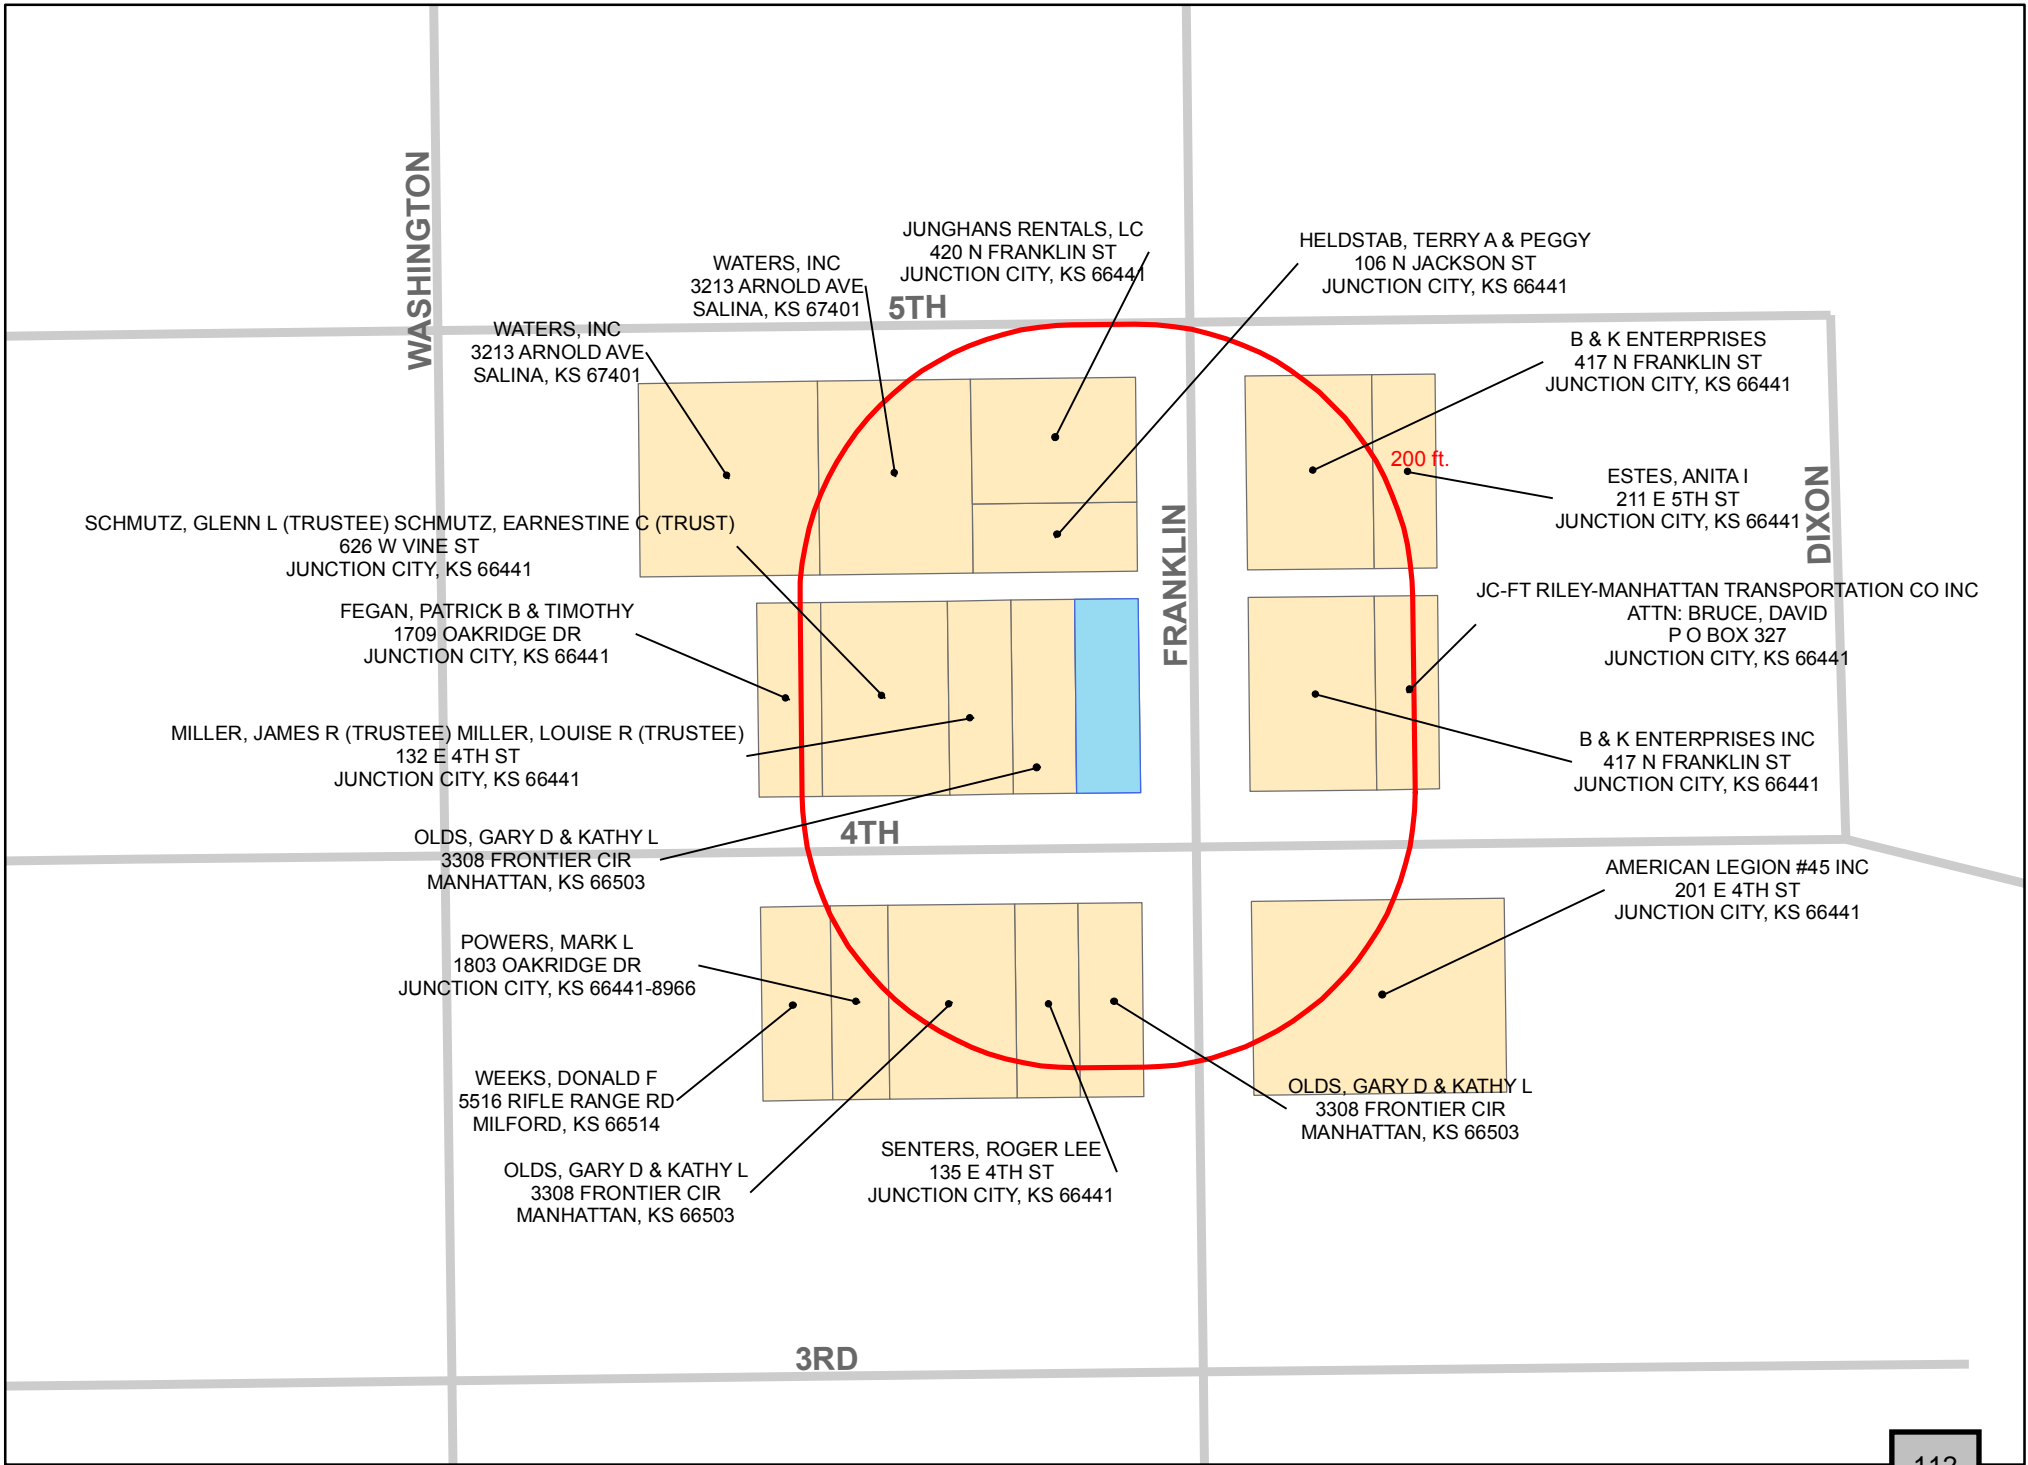 WASHINGTON
JUNGHANS RENTALS, LC
420 N FRANKLIN ST
JUNCTION CITY, KS 66441
HELDSTAB, TERRY A & PEGGY
106 N JACKSON ST
JUNCTION CITY, KS 66441
WATERS, INC
3213 ARNOLD AVE
SALINA, KS 67401
5TH
WATERS, INC
3213 ARNOLD AVE
SALINA, KS 67401
B & K ENTERPRISES
417 N FRANKLIN ST
JUNCTION CITY, KS 66441
200 ft.
ESTES, ANITA I
211 E 5TH ST
JUNCTION CITY, KS 66441
DIXON
FRANKLIN
SCHMUTZ, GLENN L (TRUSTEE) SCHMUTZ, EARNESTINE C (TRUST)
626 W VINE ST
JUNCTION CITY, KS 66441
JC-FT RILEY-MANHATTAN TRANSPORTATION CO INC
ATTN: BRUCE, DAVID
P O BOX 327
JUNCTION CITY, KS 66441
FEGAN, PATRICK B & TIMOTHY
1709 OAKRIDGE DR
JUNCTION CITY, KS 66441
MILLER, JAMES R (TRUSTEE) MILLER, LOUISE R (TRUSTEE)
132 E 4TH ST
JUNCTION CITY, KS 66441
B & K ENTERPRISES INC
417 N FRANKLIN ST
JUNCTION CITY, KS 66441
4TH
OLDS, GARY D & KATHY L
3308 FRONTIER CIR
MANHATTAN, KS 66503
AMERICAN LEGION #45 INC
201 E 4TH ST
JUNCTION CITY, KS 66441
POWERS, MARK L
1803 OAKRIDGE DR
JUNCTION CITY, KS 66441-8966
WEEKS, DONALD F
5516 RIFLE RANGE RD
MILFORD, KS 66514
OLDS, GARY D & KATHY L
3308 FRONTIER CIR
MANHATTAN, KS 66503
SENTERS, ROGER LEE
135 E 4TH ST
JUNCTION CITY, KS 66441
OLDS, GARY D & KATHY L
3308 FRONTIER CIR
MANHATTAN, KS 66503
3RD
112